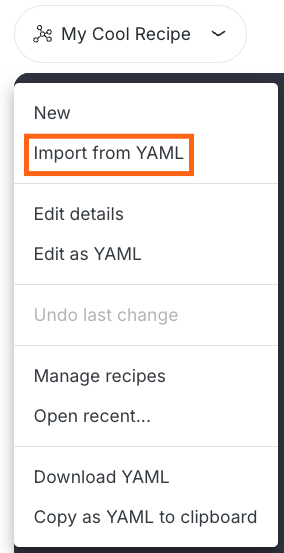 My Cool Recipe
New
Import from YAML
Edit details
Edit as YAML
Undo last change
Manage recipes
Open recent...
Download YAML
Copy as YAML to clipboard